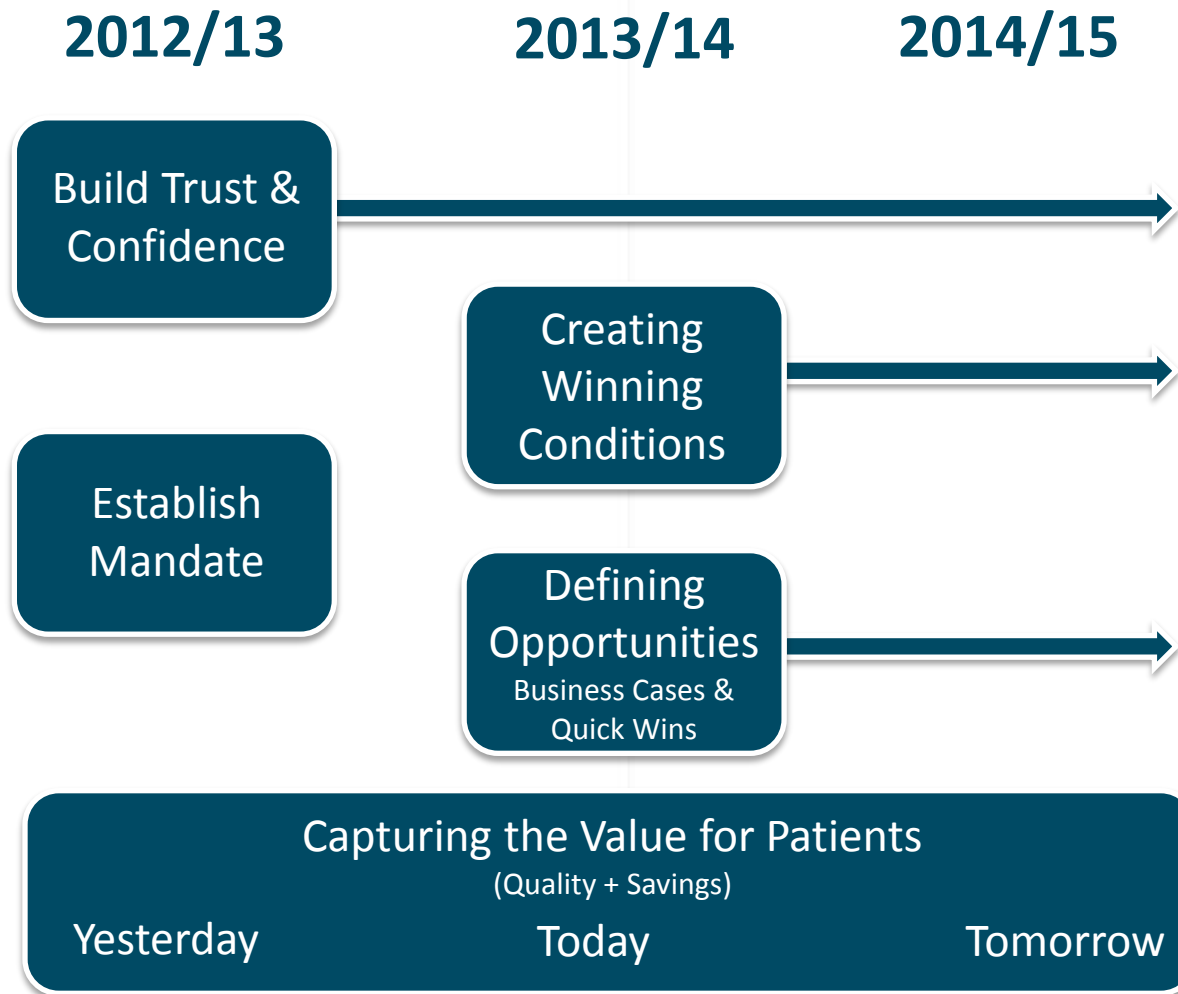 2012/13
2013/14
2014/15
Build Trust &
Confidence
Creating
Winning
Conditions
Establish
Mandate
Defining
Opportunities
Business Cases &
Quick Wins
Capturing the Value for Patients
(Quality + Savings)
Yesterday
Today
Tomorrow